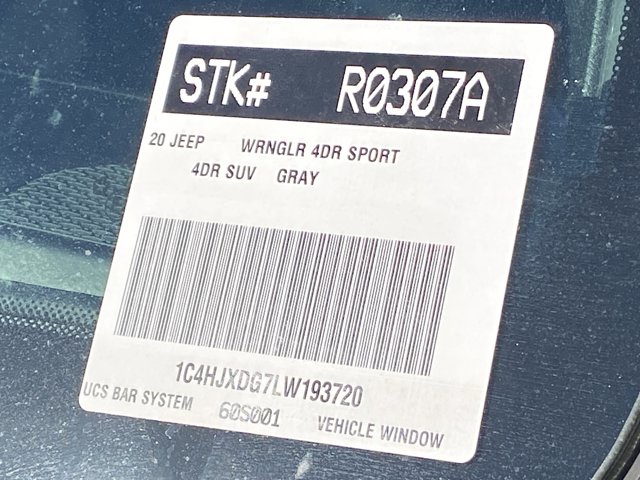 STK# R0307A
20 JEEP WRNGLR 4DR SPORT
4DR SUV GRAY
1C4HJXDG7LW193720
UCS BAR SYSTEM 60S001 VEHICLE WINDOW